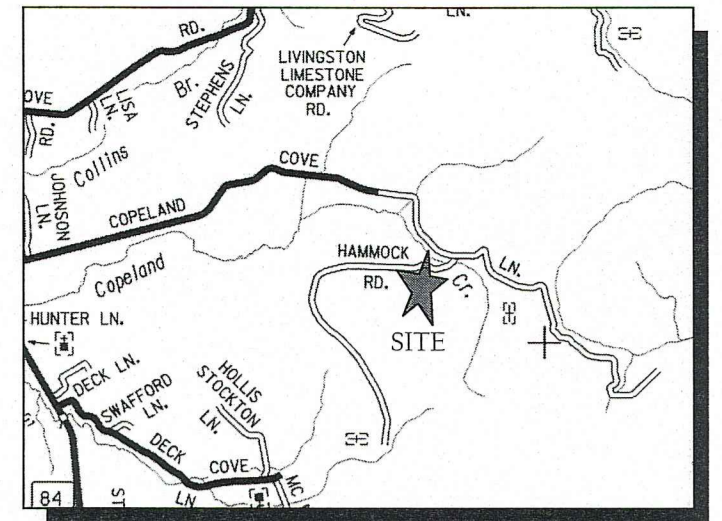 LN.
RD.
LIVINGSTON
LIMESTONE
COMPANY
RD.
STEPHENS
LN.
Br.
LISA
LN.
OVE
RD.
Collins
COVE
JOHNSON
LN.
COPELAND
HAMMOCK
RD.
LN.
Cr.
Copeland
SITE
HUNTER LN.
DECK LN.
SWAFFORD
LN.
HOLLIS
STOCKTON
LN.
DECK
COVE
LN
MC
84
ST